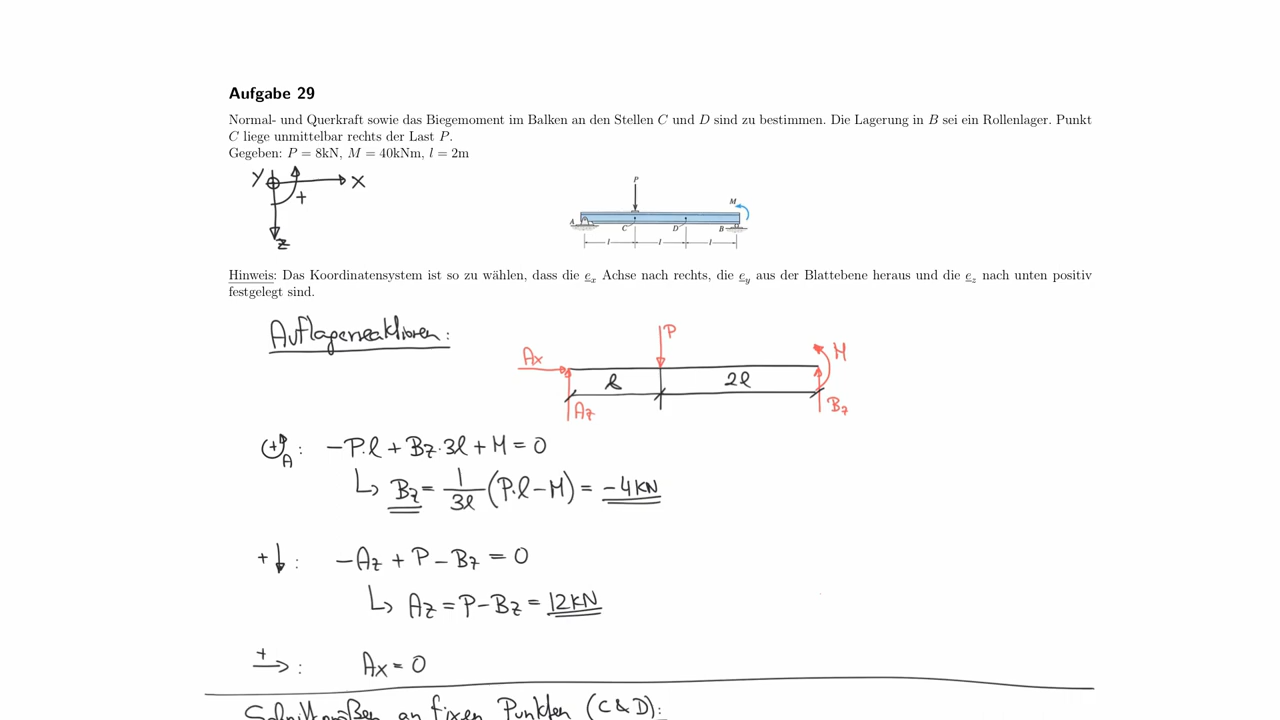 Aufgabe 29
Normal- und Querkraft sowie das Biegemoment im Balken an den Stellen C und D sind zu bestimmen. Die Lagerung in B sei ein Rollenlager. Punkt
C liege unmittelbar rechts der Last P.
Gegeben: P = 8kN, M = 40kNm, l = 2m
Y X
+
Z
P
M
A C D B
l l l
Hinweis: Das Koordinatensystem ist so zu wählen, dass die e_x Achse nach rechts, die e_y aus der Blattebene heraus und die e_z nach unten positiv
festgelegt sind.
Auflagerreaktionen:
P
Ax M
l 2l
Az Bz
+ A : -P·l + Bz·3l + M = 0
↳ Bz = 1/3l (P·l - M) = -4kN
+↓ : -Az + P - Bz = 0
↳ Az = P - Bz = 12kN
+→ : Ax = 0
Schnittgrößen an fixen Punkten (C & D):